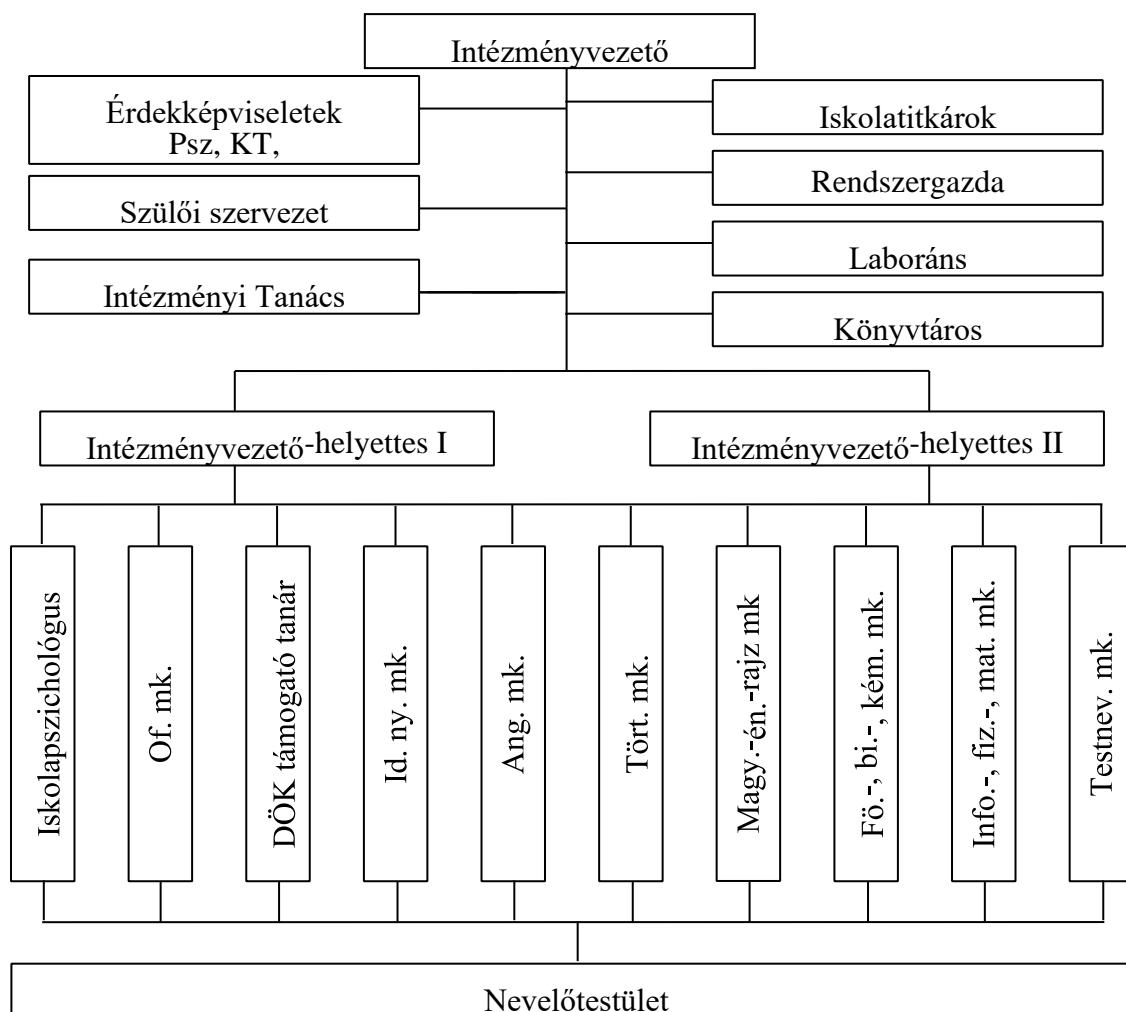 Intézményvezető
Érdekképviseletek
Psz, KT,
Iskolatitkárok
Rendszergazda
Szülői szervezet
Laboráns
Intézményi Tanács
Könyvtáros
Intézményvezető-helyettes I
Intézményvezető-helyettes II
Iskolapszichológus
Of. mk.
DÖK támogató tanár
Id. ny. mk.
Ang. mk.
Tört. mk.
Magy.-én.-rajz mk
Fö.-, bi.-, kém. mk.
Info.-, fiz.-, mat. mk.
Testnev. mk.
Nevelőtestület